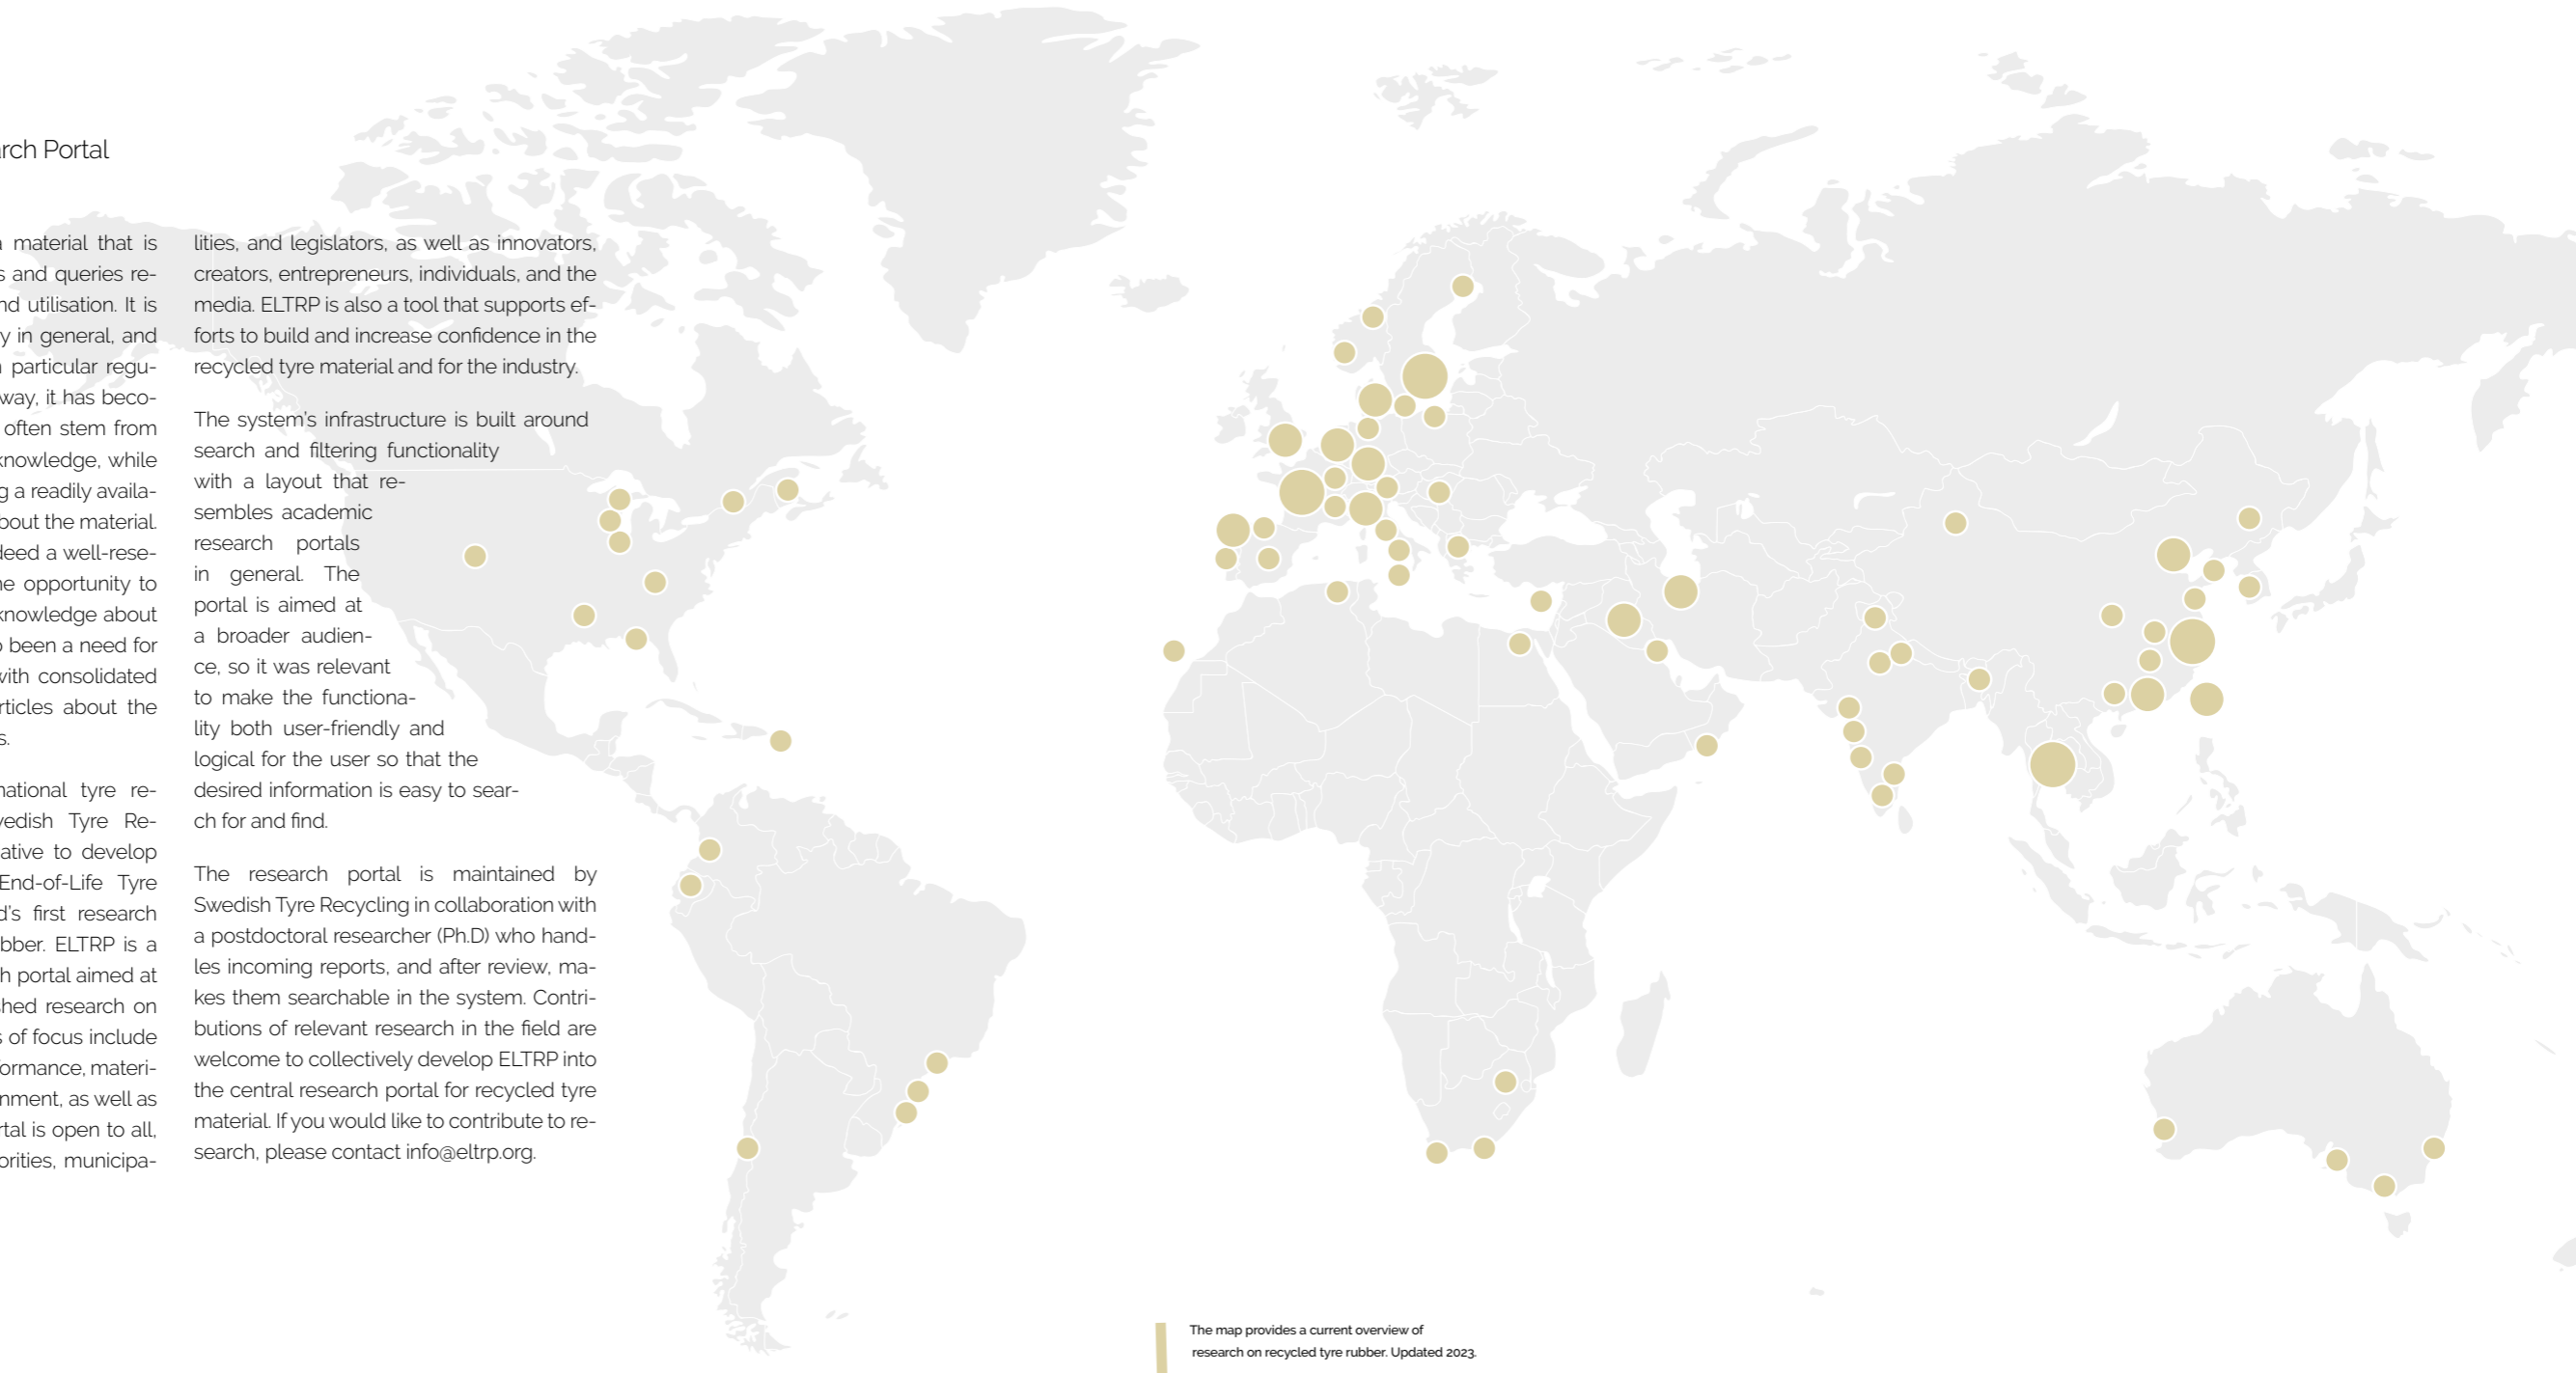 rch Portal
material that is
s and queries re-
nd utilisation. It is
y in general, and
particular regu-
way, it has beco-
often stem from
knowledge, while
g a readily availa-
bout the material.
deed a well-rese-
ne opportunity to
knowledge about
been a need for
with consolidated
rticles about the
s.
national tyre re-
wedish Tyre Re-
ative to develop
End-of-Life Tyre
d's first research
bber. ELTRP is a
h portal aimed at
hed research on
s of focus include
formance, materi-
nment, as well as
rtal is open to all,
orities, municipa-
lities, and legislators, as well as innovators,
creators, entrepreneurs, individuals, and the
media. ELTRP is also a tool that supports ef-
forts to build and increase confidence in the
recycled tyre material and for the industry.
The system's infrastructure is built around
search and filtering functionality
with a layout that re-
sembles academic
research portals
in general. The
portal is aimed at
a broader audien-
ce, so it was relevant
to make the functiona-
lity both user-friendly and
logical for the user so that the
desired information is easy to sear-
ch for and find.
The research portal is maintained by
Swedish Tyre Recycling in collaboration with
a postdoctoral researcher (Ph.D) who hand-
les incoming reports, and after review, ma-
kes them searchable in the system. Contri-
butions of relevant research in the field are
welcome to collectively develop ELTRP into
the central research portal for recycled tyre
material. If you would like to contribute to re-
search, please contact info@eltrp.org.
The map provides a current overview of
research on recycled tyre rubber. Updated 2023.